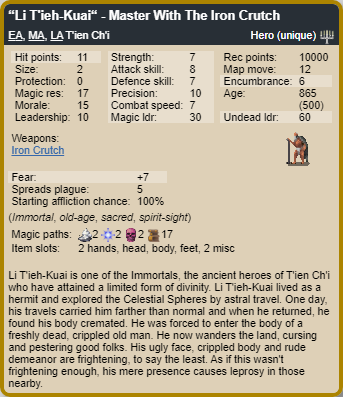 “Li T'ieh-Kuai“ - Master With The Iron Crutch
EA, MA, LA T'ien Ch'i Hero (unique)
Hit points: 11 Strength: 7 Rec points: 10000
Size: 2 Attack skill: 8 Map move: 12
Protection: 0 Defence skill: 7 Encumbrance: 6
Magic res: 17 Precision: 10 Age: 865
Morale: 15 Combat speed: 7 (500)
Leadership: 10 Magic ldr: 30 Undead ldr: 60
Weapons:
Iron Crutch
Fear: +7
Spreads plague: 5
Starting affliction chance: 100%
(Immortal, old-age, sacred, spirit-sight)
Magic paths: 2 2 2 17
Item slots: 2 hands, head, body, feet, 2 misc
Li T'ieh-Kuai is one of the Immortals, the ancient heroes of T'ien Ch'i
who have attained a limited form of divinity. Li T'ieh-Kuai lived as a
hermit and explored the Celestial Spheres by astral travel. One day,
his travels carried him farther than normal and when he returned, he
found his body cremated. He was forced to enter the body of a
freshly dead, crippled old man. He now wanders the land, cursing
and pestering good folks. His ugly face, crippled body and rude
demeanor are frightening, to say the least. As if this wasn't
frightening enough, his mere presence causes leprosy in those
nearby.